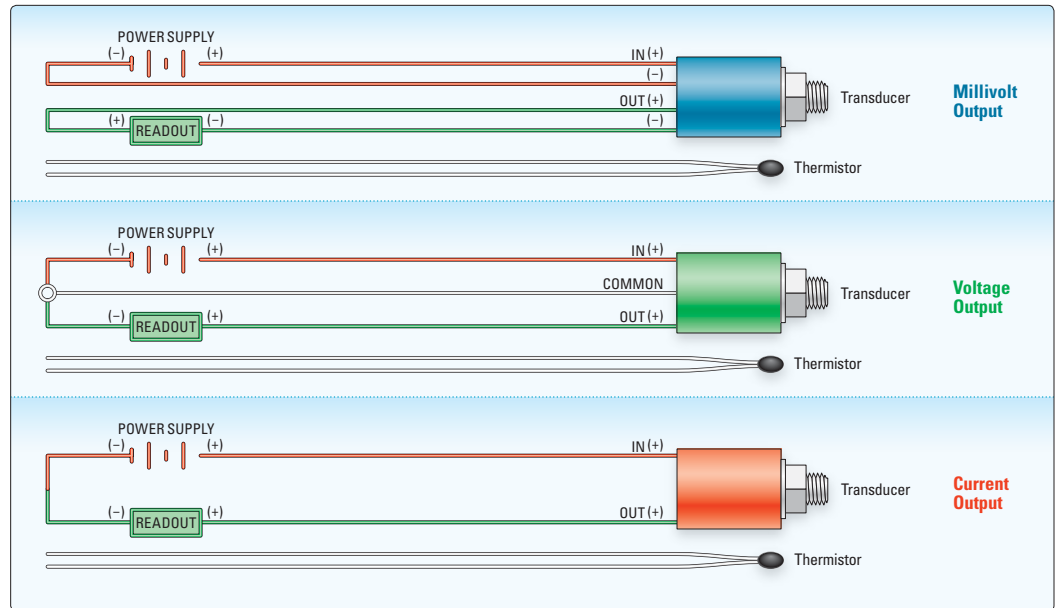 POWER SUPPLY
(−) (+) IN (+)
(−)
OUT (+)
(+) READOUT (−) (−)
Transducer
Millivolt
Output
Thermistor
POWER SUPPLY
(−) (+) IN (+)
COMMON
(−) READOUT (+) OUT (+)
Transducer
Voltage
Output
Thermistor
POWER SUPPLY
(−) (+) IN (+)
(−) READOUT (+) OUT (+)
Transducer
Current
Output
Thermistor